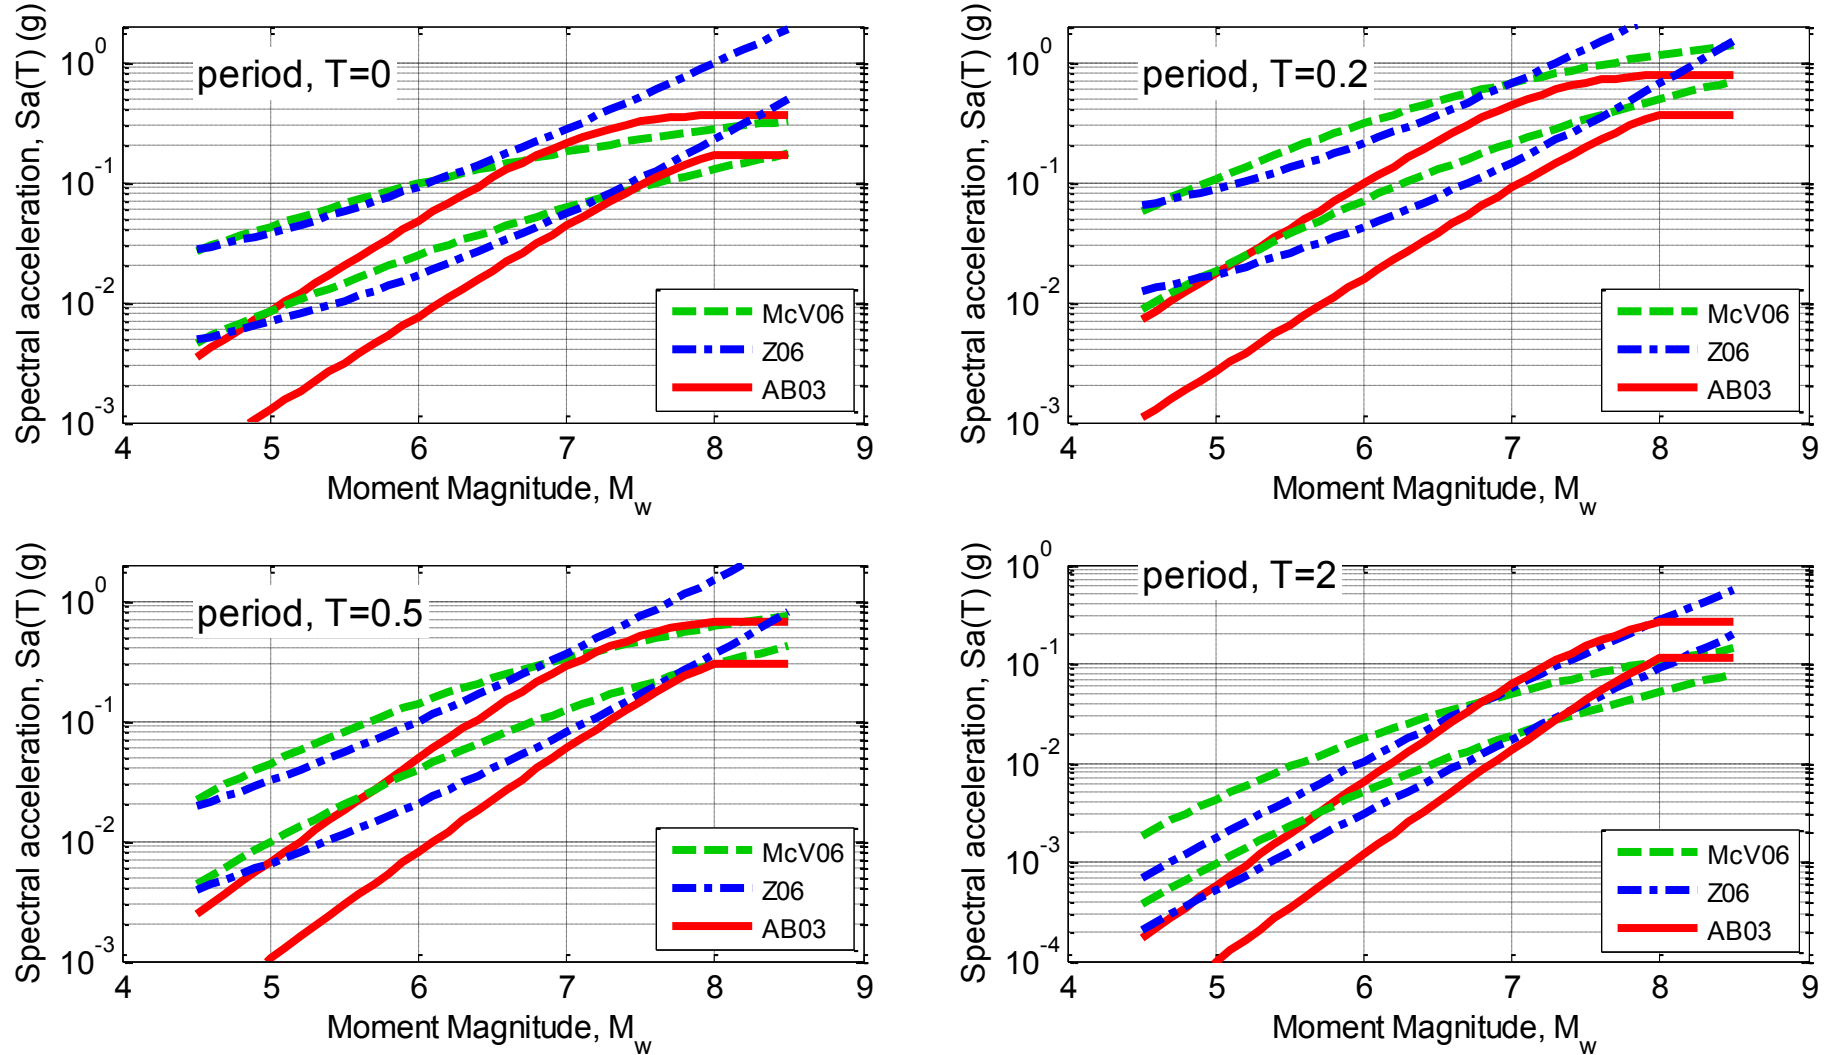 Spectral acceleration, Sa(T) (g)
10^0
10^-1
10^-2
10^-3
period, T=0
McV06
Z06
AB03
4 5 6 7 8 9
Moment Magnitude, M_w
Spectral acceleration, Sa(T) (g)
10^0
10^-1
10^-2
10^-3
period, T=0.2
McV06
Z06
AB03
4 5 6 7 8 9
Moment Magnitude, M_w
Spectral acceleration, Sa(T) (g)
10^0
10^-1
10^-2
10^-3
period, T=0.5
McV06
Z06
AB03
4 5 6 7 8 9
Moment Magnitude, M_w
Spectral acceleration, Sa(T) (g)
10^0
10^-1
10^-2
10^-3
10^-4
period, T=2
McV06
Z06
AB03
4 5 6 7 8 9
Moment Magnitude, M_w